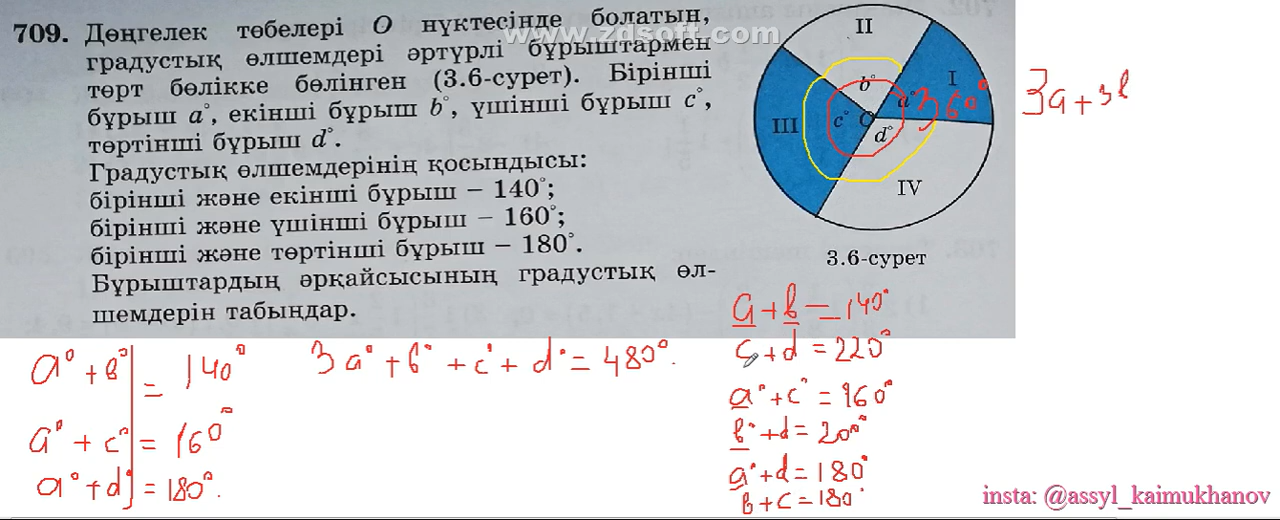 709. Дөңгелек төбелері O нүктесінде болатын,
градустық өлшемдері әртүрлі бұрыштармен
төрт бөлікке бөлінген (3.6-сурет). Бірінші
бұрыш a°, екінші бұрыш b°, үшінші бұрыш c°,
төртінші бұрыш d°.
Градустық өлшемдерінің қосындысы:
бірінші және екінші бұрыш – 140°;
бірінші және үшінші бұрыш – 160°;
бірінші және төртінші бұрыш – 180°.
Бұрыштардың әрқайсысының градустық өл-
шемдерін табыңдар.
www.zdsoft.com
II
I
b°
a°
360°
III
c°
O
d°
IV
3.6-сурет
3a + 3b
a° + b° = 140°
a° + c° = 160°
a° + d° = 180°.
3a° + b° + c° + d° = 480°.
a + b = 140°
c + d = 220°
a° + c° = 160°
b° + d = 200°
a° + d = 180°
b + c = 180°
insta: @assyl_kaimukhanov